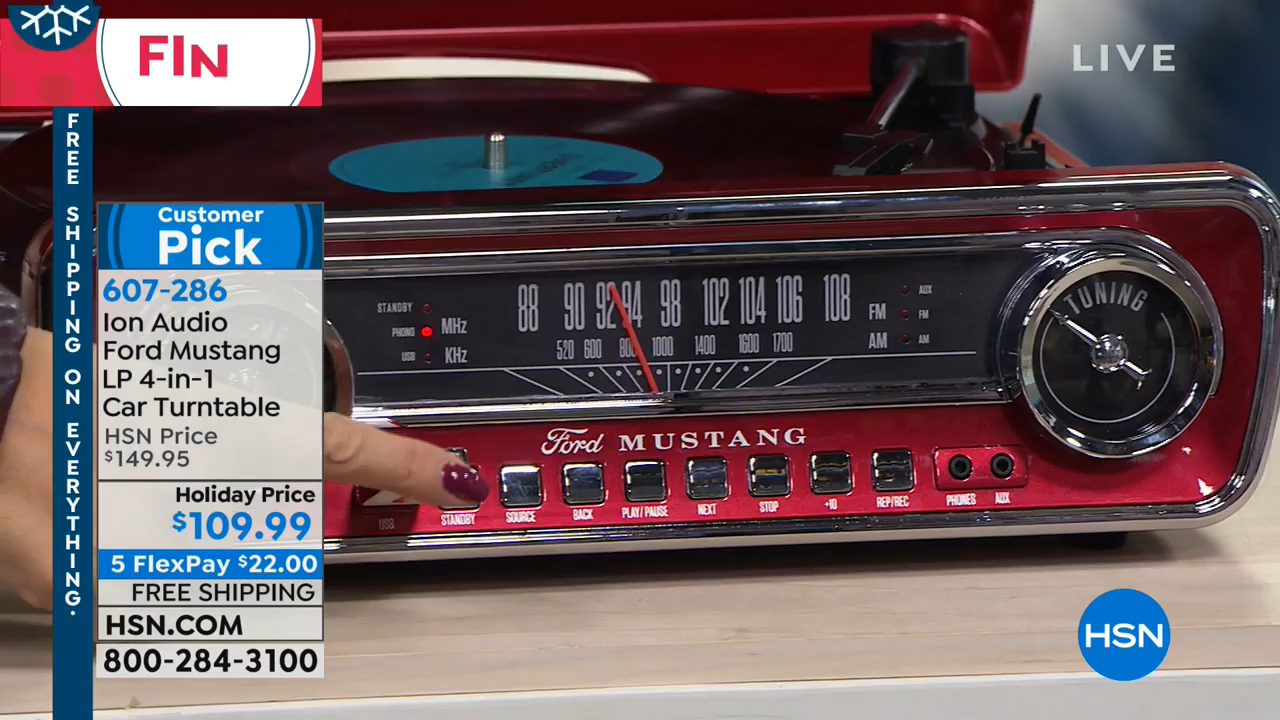 FIN
LIVE
FREE SHIPPING ON EVERYTHING.
Customer
Pick
607-286
Ion Audio
Ford Mustang
LP 4-in-1
Car Turntable
HSN Price
$149.95
Holiday Price
$109.99
5 FlexPay $22.00
FREE SHIPPING
HSN.COM
800-284-3100
STANDBY
PHONO
USB
MHz
KHz
88 90 92 94 98 102 104 106 108
520 600 800 1000 1400 1600 1700
FM
AM
AUX
FM
AM
TUNING
Ford MUSTANG
USB
STANDBY
SOURCE
BACK
PLAY/PAUSE
NEXT
STOP
+10
REP/REC
PHONES
AUX
HSN